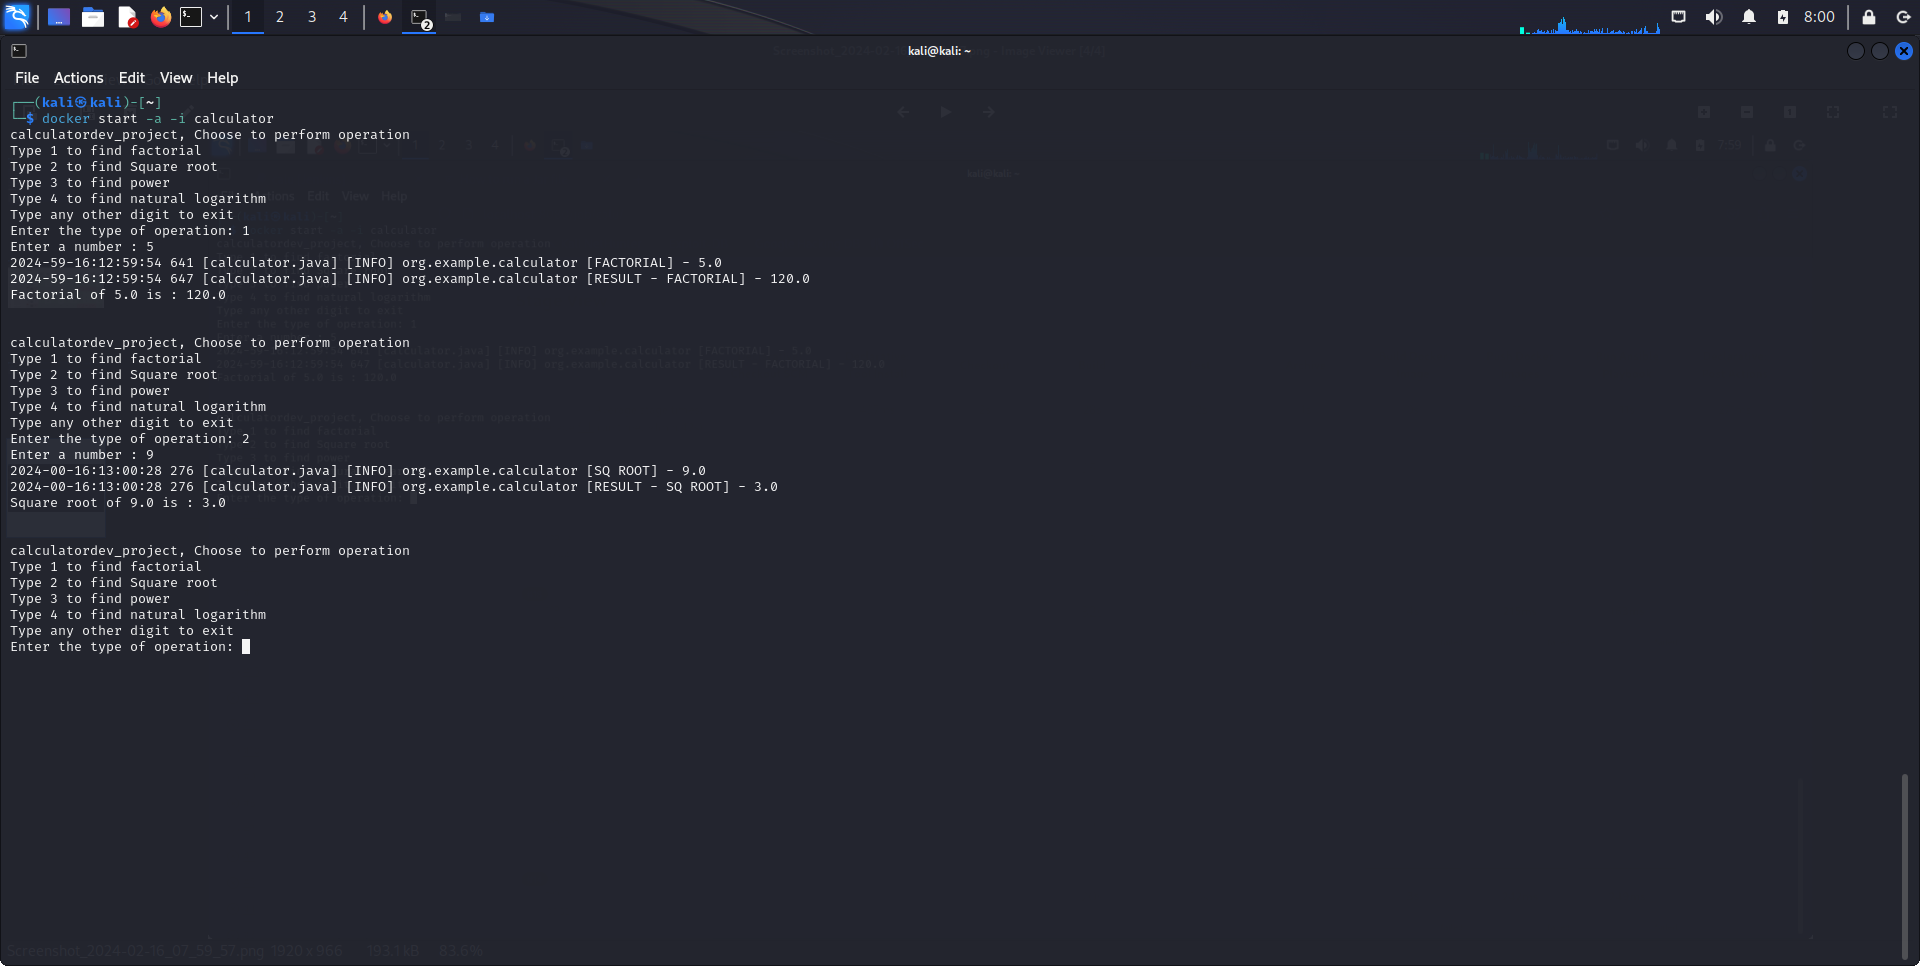 1 2 3 4 2 8:00
kali@kali: ~
File Actions Edit View Help
┌──(kali㉿kali)-[~]
└─$ docker start -a -i calculator
calculatordev_project, Choose to perform operation
Type 1 to find factorial
Type 2 to find Square root
Type 3 to find power
Type 4 to find natural logarithm
Type any other digit to exit
Enter the type of operation: 1
Enter a number : 5
2024-59-16:12:59:54 641 [calculator.java] [INFO] org.example.calculator [FACTORIAL] - 5.0
2024-59-16:12:59:54 647 [calculator.java] [INFO] org.example.calculator [RESULT - FACTORIAL] - 120.0
Factorial of 5.0 is : 120.0
calculatordev_project, Choose to perform operation
Type 1 to find factorial
Type 2 to find Square root
Type 3 to find power
Type 4 to find natural logarithm
Type any other digit to exit
Enter the type of operation: 2
Enter a number : 9
2024-00-16:13:00:28 276 [calculator.java] [INFO] org.example.calculator [SQ ROOT] - 9.0
2024-00-16:13:00:28 276 [calculator.java] [INFO] org.example.calculator [RESULT - SQ ROOT] - 3.0
Square root of 9.0 is : 3.0
calculatordev_project, Choose to perform operation
Type 1 to find factorial
Type 2 to find Square root
Type 3 to find power
Type 4 to find natural logarithm
Type any other digit to exit
Enter the type of operation:
Screenshot_2024-02-16_07_59_57.png 1920 x 966 193.1 kB 83.6%